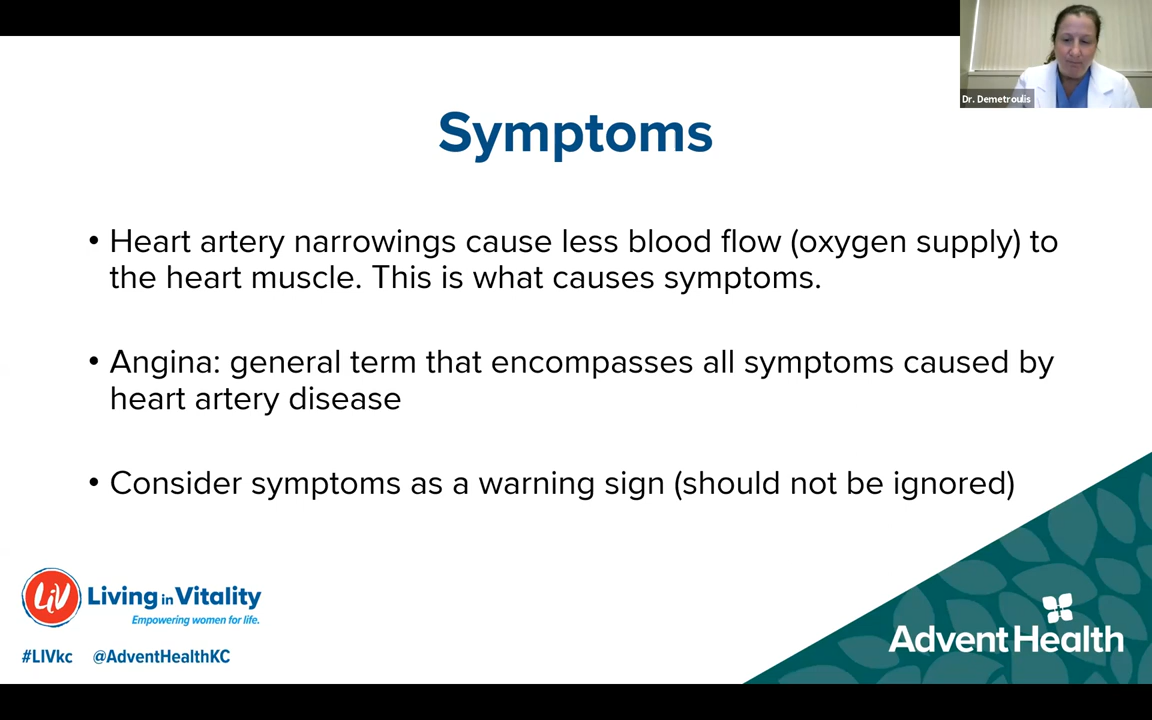 Dr. Demetroulis
Symptoms
• Heart artery narrowings cause less blood flow (oxygen supply) to
the heart muscle. This is what causes symptoms.
• Angina: general term that encompasses all symptoms caused by
heart artery disease
• Consider symptoms as a warning sign (should not be ignored)
LiV
Living in Vitality
Empowering women for life.
#LIVkc @AdventHealthKC
AdventHealth